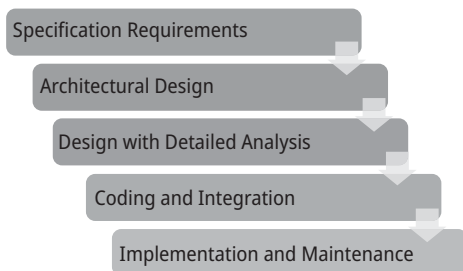 Specification Requirements
Architectural Design
Design with Detailed Analysis
Coding and Integration
Implementation and Maintenance